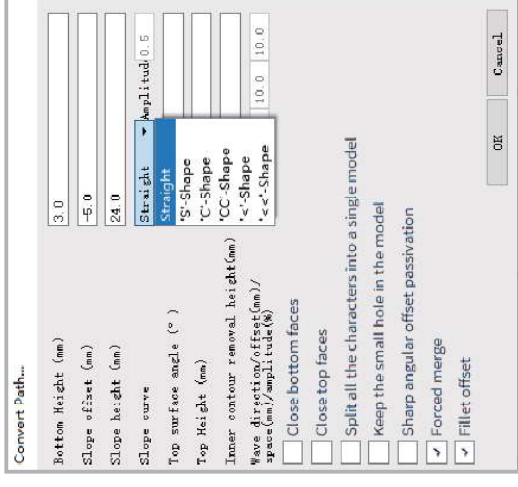 Convert Path...
Bottom Height (mm) 3.0
Slope offset (mm) -5.0
Slope height (mm) 24.0
Slope curve Straight Amplitud 0.5
Straight
'S'-Shape
'C'-Shape
'CC'-Shape
'<'-Shape
'<<'-Shape
Top surface angle (°)
Top Height (mm)
Inner contour removal height(mm)
Wave direction/offset(mm)/
space(mm)/amplitude(%) 10.0 10.0
Close bottom faces
Close top faces
Split all the characters into a single model
Keep the small hole in the model
Sharp angular offset passivation
Forced merge
Fillet offset
OK Cancel